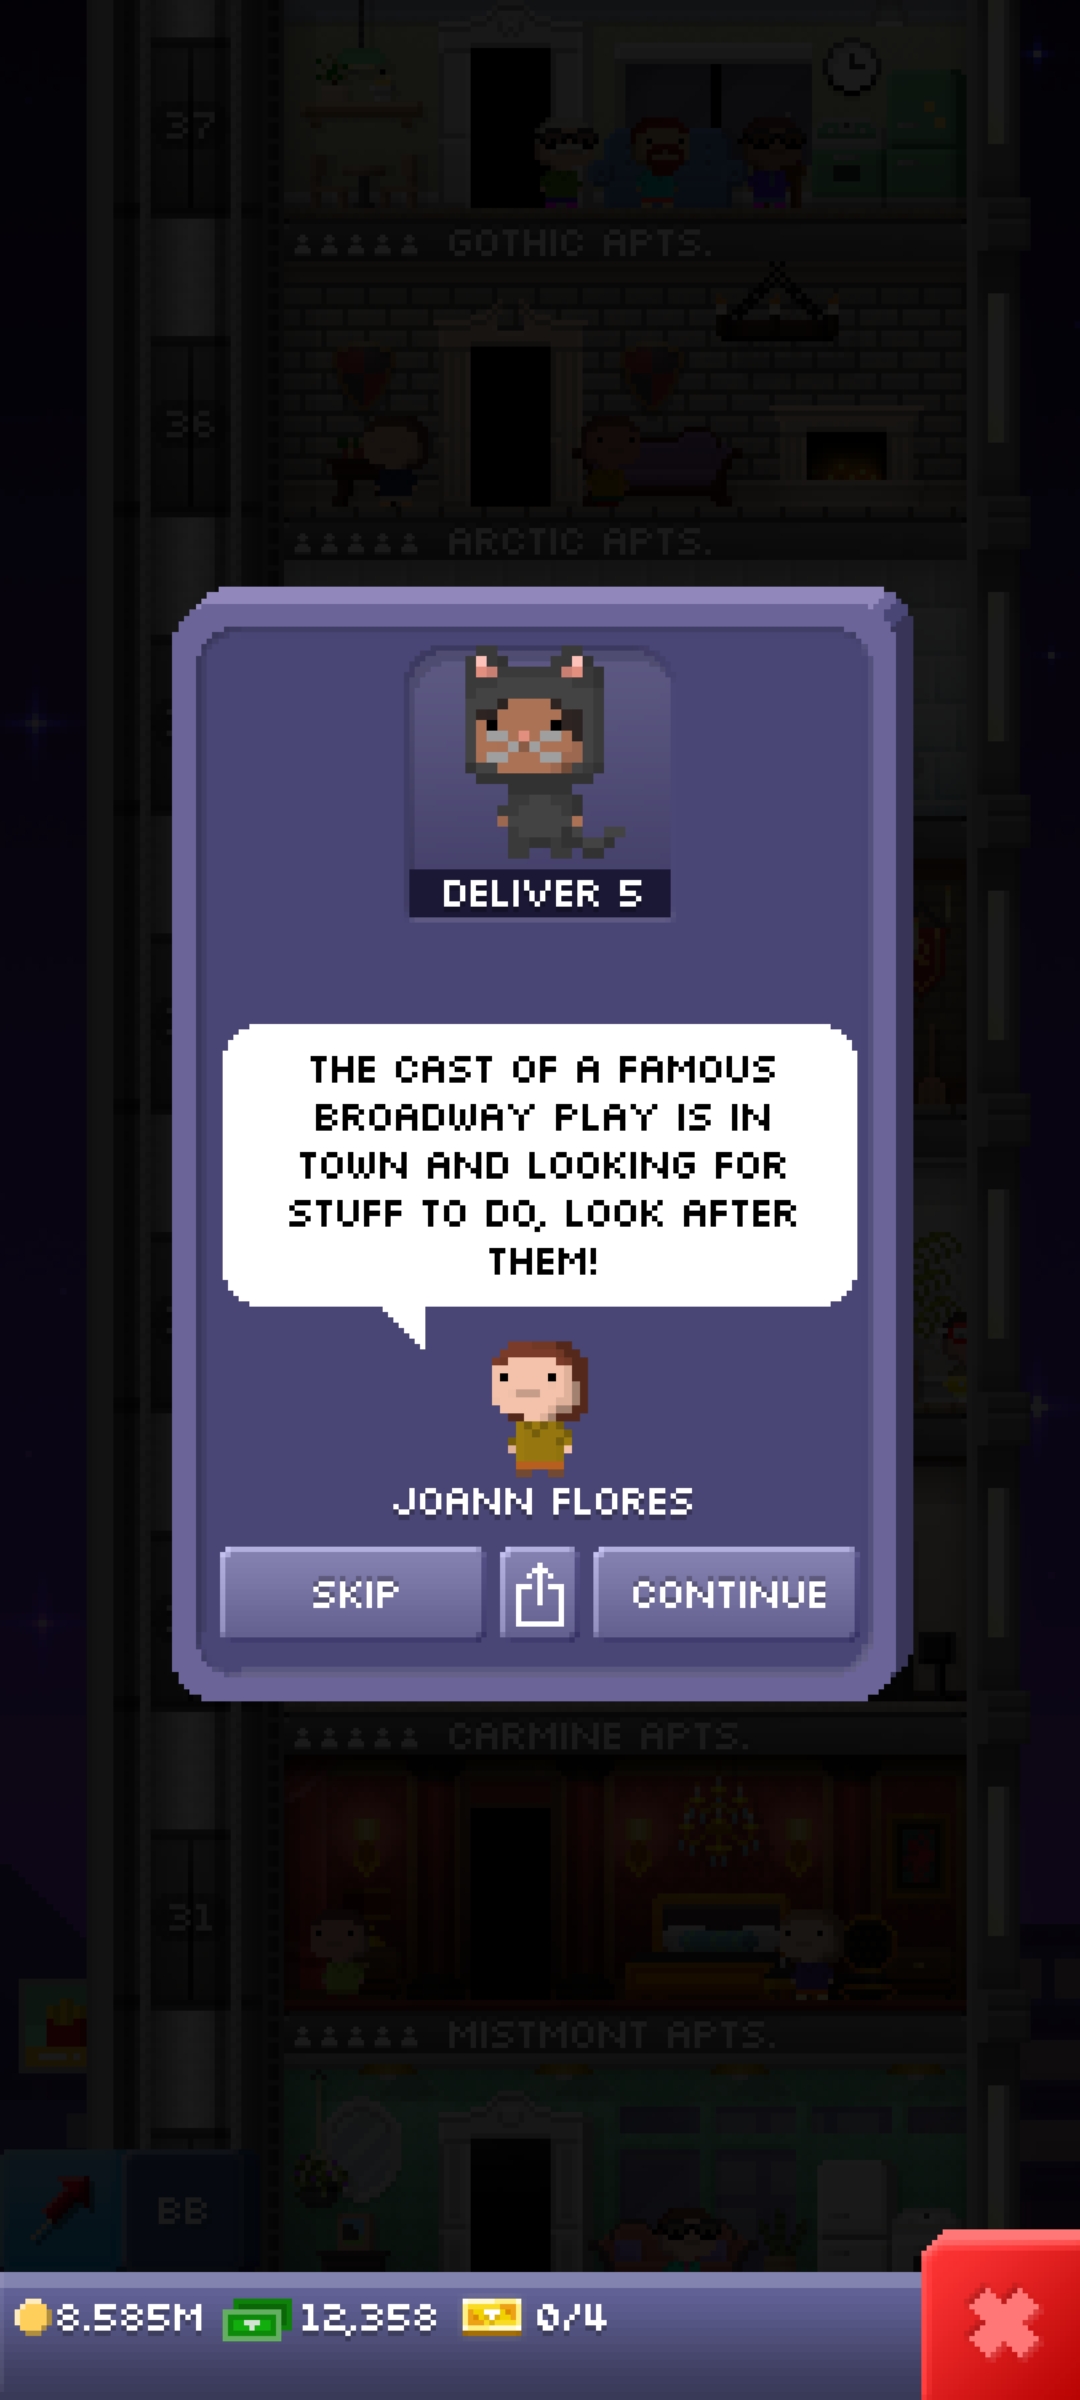 37
GOTHIC APTS.
36
ARCTIC APTS.
DELIVER 5
THE CAST OF A FAMOUS
BROADWAY PLAY IS IN
TOWN AND LOOKING FOR
STUFF TO DO, LOOK AFTER
THEM!
JOANN FLORES
SKIP
CONTINUE
CARMINE APTS.
31
MISTMONT APTS.
BB
8.585M 12,358 0/4